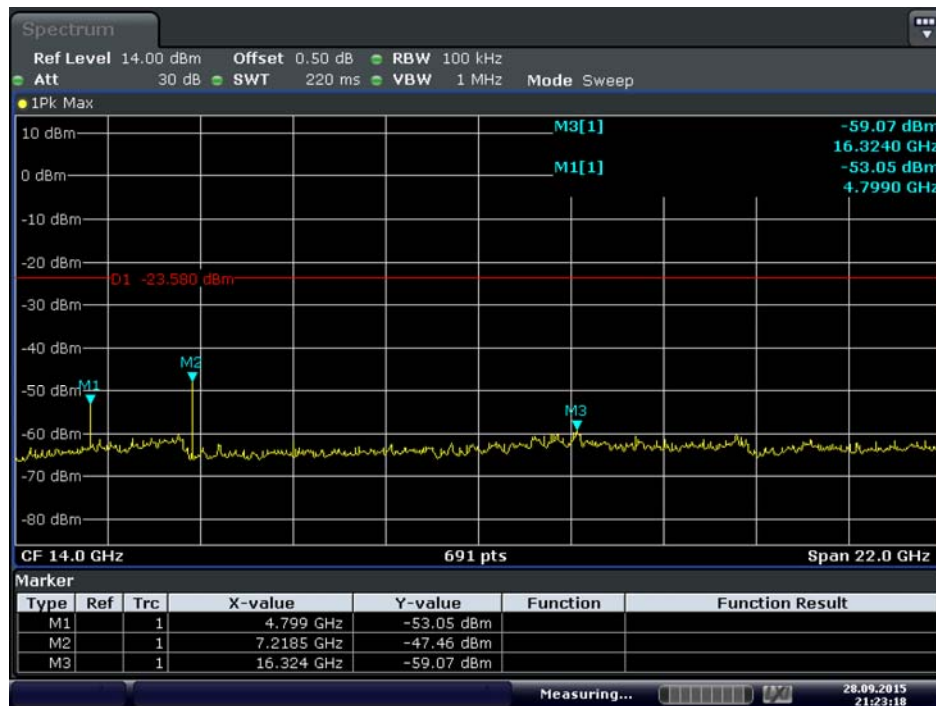 Spectrum
Ref Level 14.00 dBm Offset 0.50 dB RBW 100 kHz
Att 30 dB SWT 220 ms VBW 1 MHz Mode Sweep
1Pk Max
M3[1] -59.07 dBm
16.3240 GHz
M1[1] -53.05 dBm
4.7990 GHz
10 dBm
0 dBm
-10 dBm
-20 dBm
D1 -23.580 dBm
-30 dBm
-40 dBm
M2
-50 dBm
M1
M3
-60 dBm
-70 dBm
-80 dBm
CF 14.0 GHz 691 pts Span 22.0 GHz
Marker
Type Ref Trc X-value Y-value Function Function Result
M1 1 4.799 GHz -53.05 dBm
M2 1 7.2185 GHz -47.46 dBm
M3 1 16.324 GHz -59.07 dBm
Measuring... 28.09.2015
21:23:18